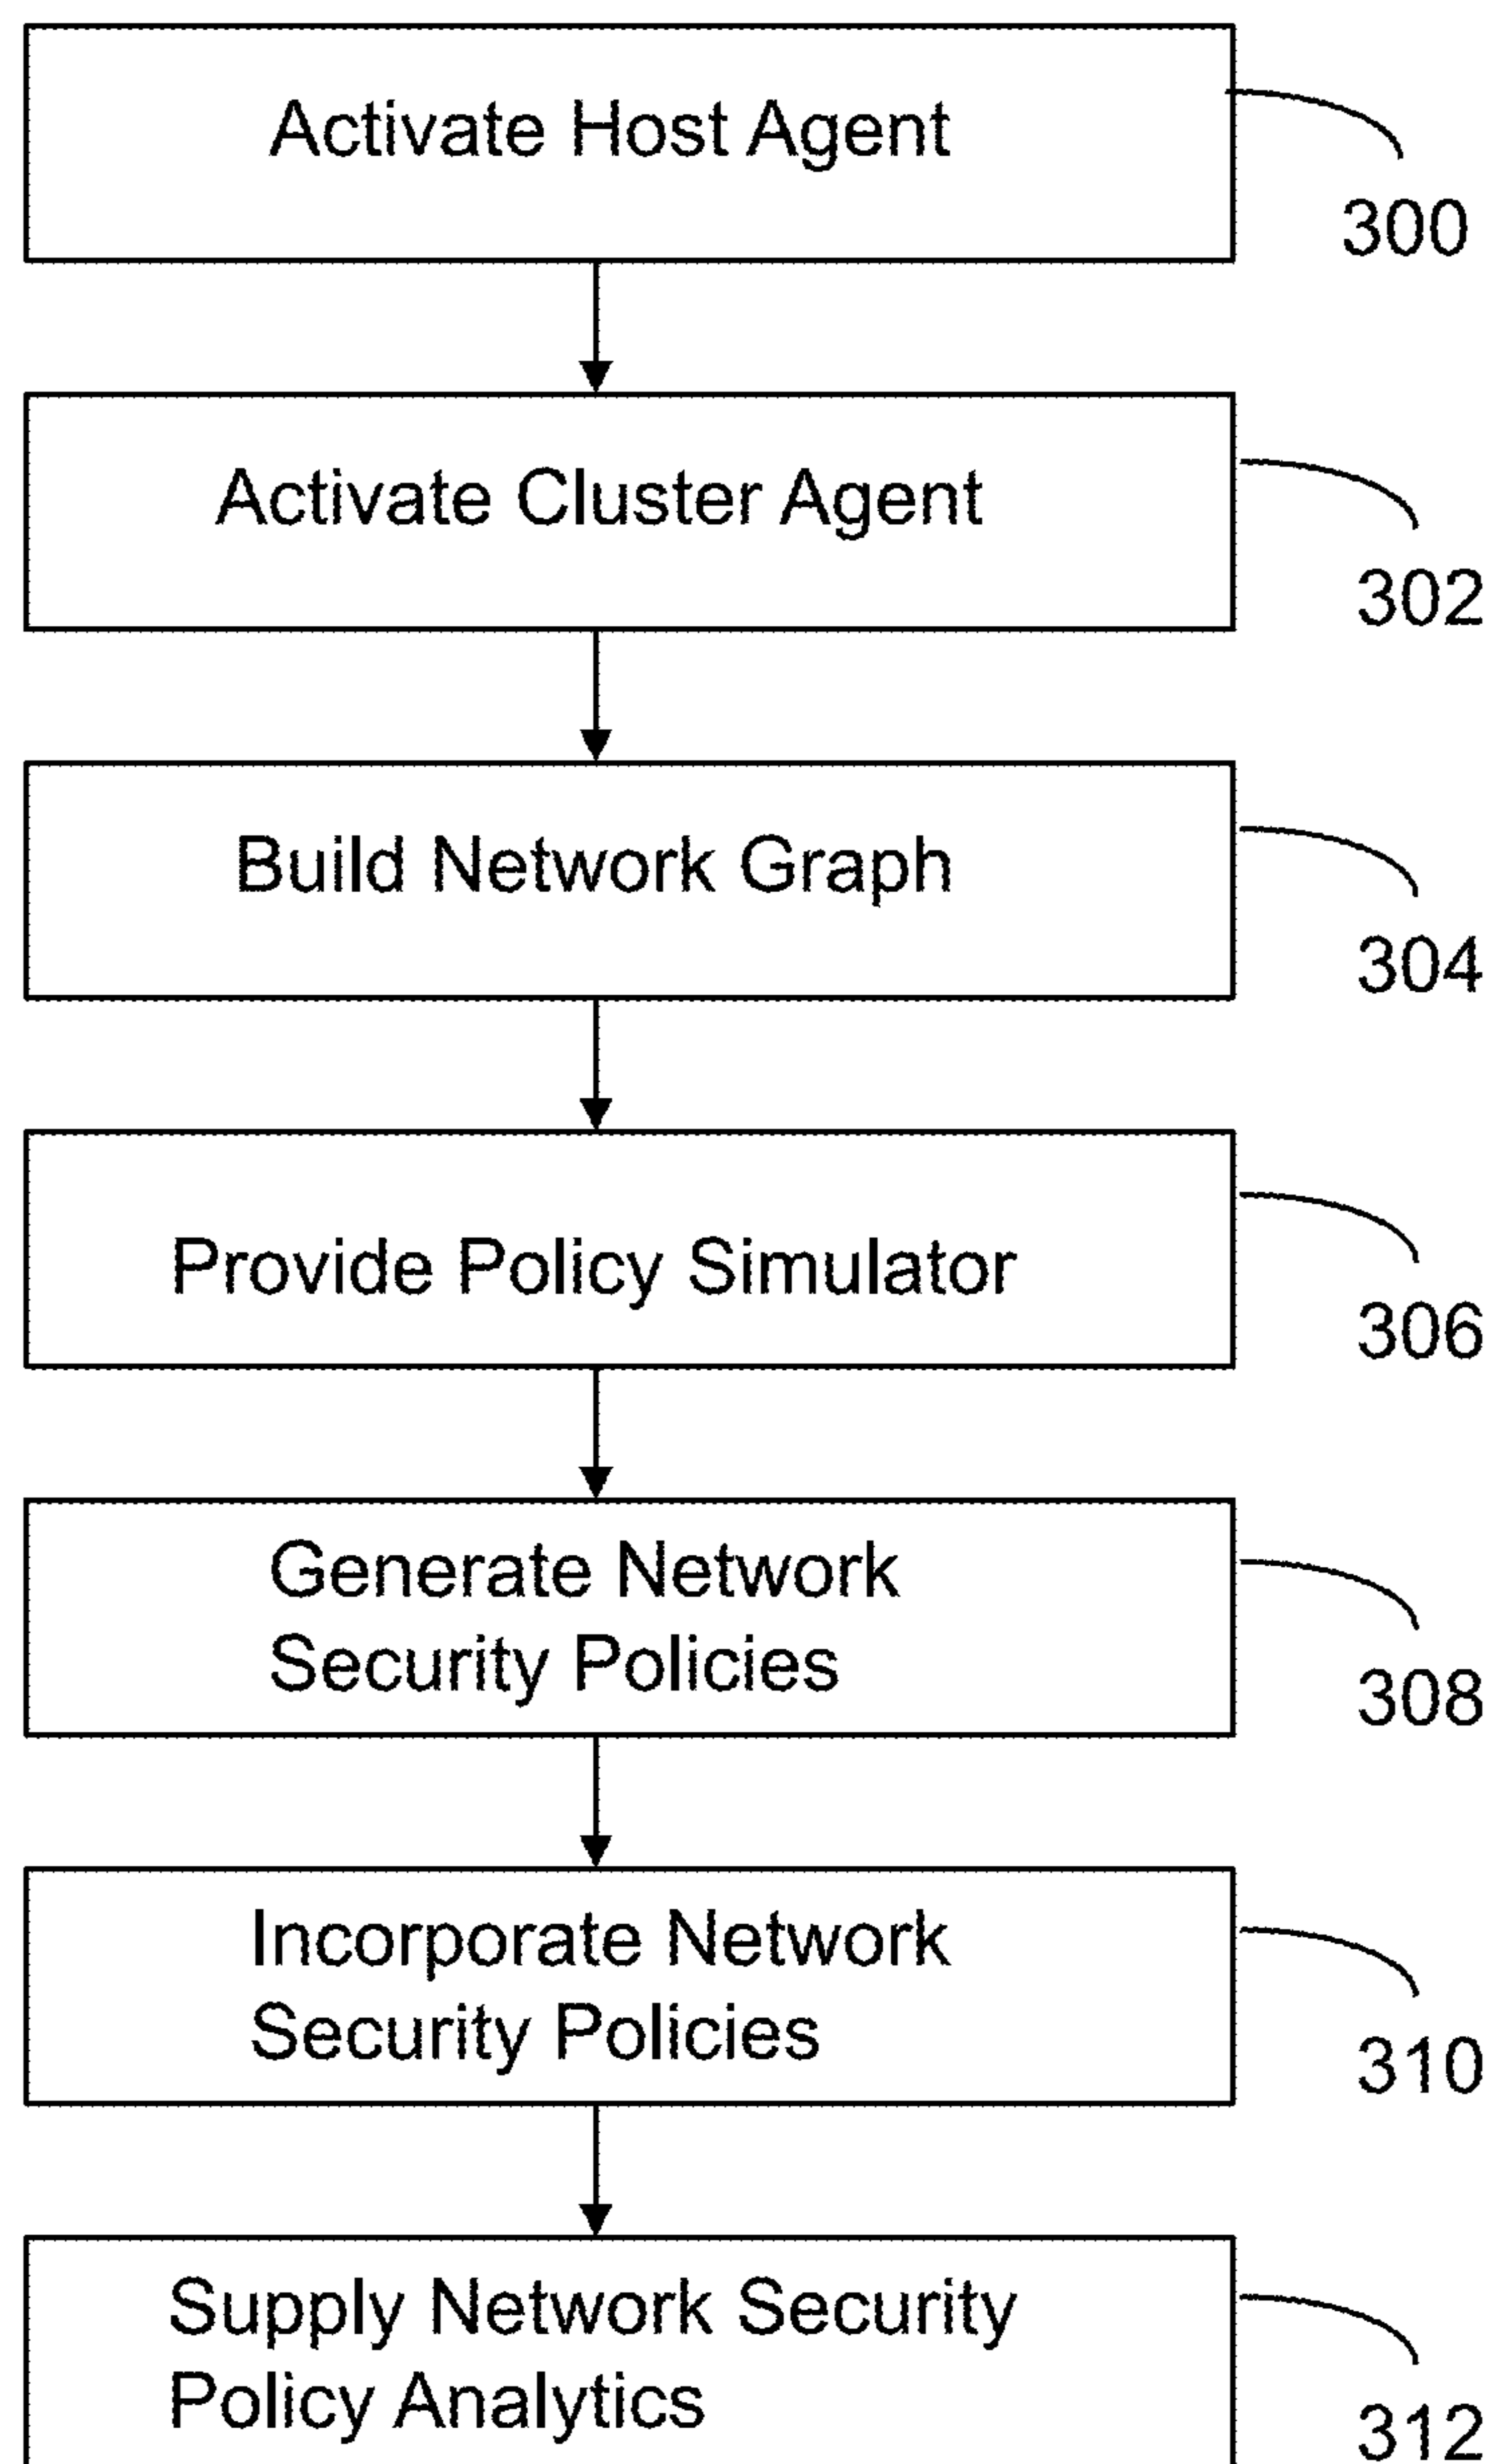 Activate Host Agent
300
Activate Cluster Agent
302
Build Network Graph
304
Provide Policy Simulator
306
Generate Network
Security Policies
308
Incorporate Network
Security Policies
310
Supply Network Security
Policy Analytics
312